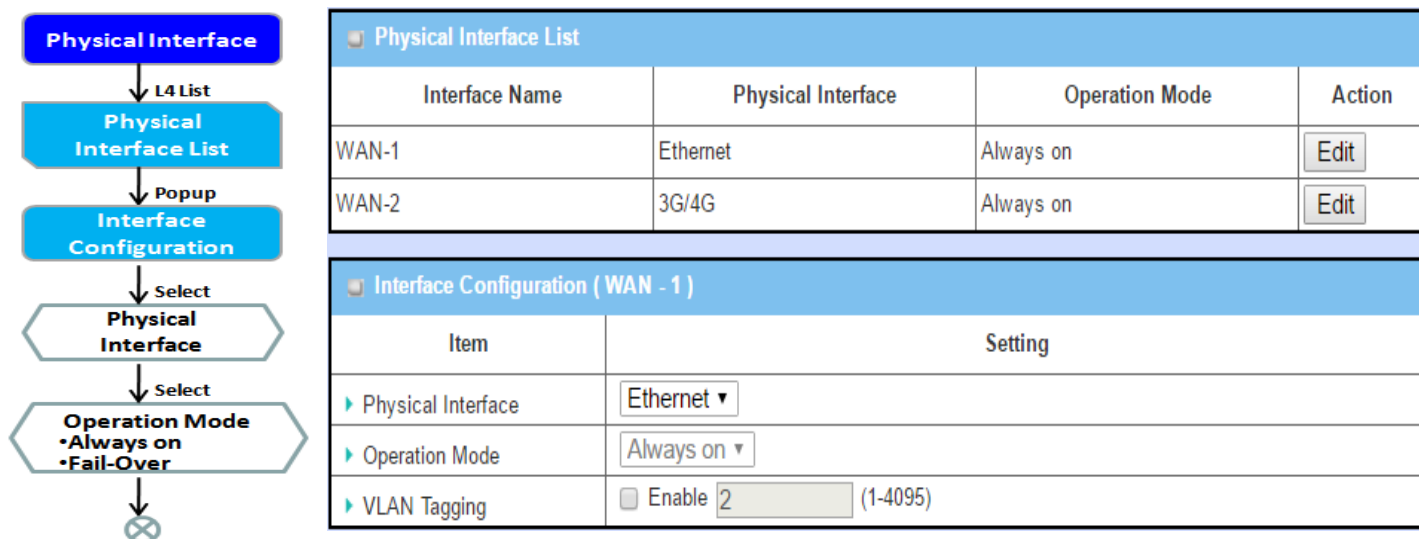 Physical Interface
L4 List
Physical
Interface List
Popup
Interface
Configuration
Select
Physical
Interface
Select
Operation Mode
•Always on
•Fail-Over
Physical Interface List
Interface Name Physical Interface Operation Mode Action
WAN-1 Ethernet Always on Edit
WAN-2 3G/4G Always on Edit
Interface Configuration ( WAN - 1 )
Item Setting
Physical Interface Ethernet
Operation Mode Always on
VLAN Tagging Enable 2 (1-4095)